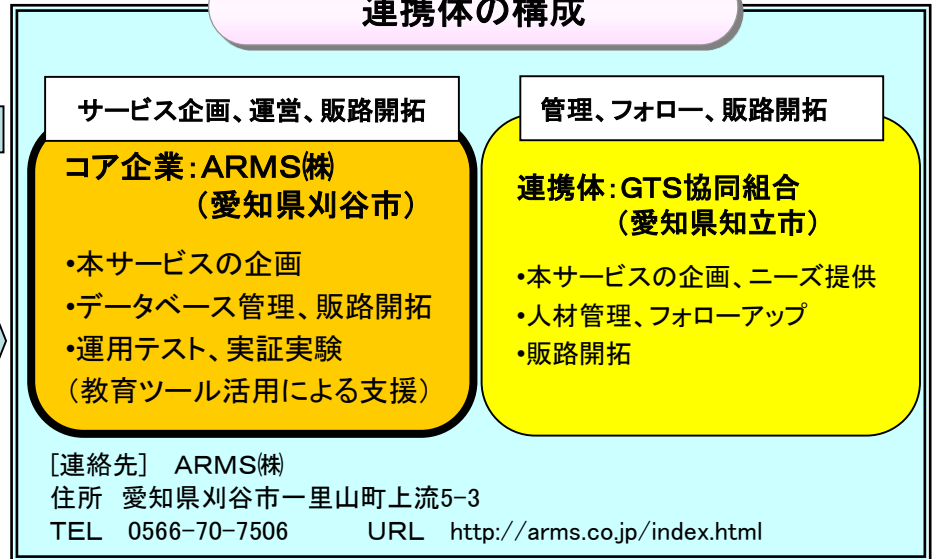 連携体の構成
サービス企画、運営、販路開拓
コア企業:ARMS㈱
(愛知県刈谷市)
•本サービスの企画
•データベース管理、販路開拓
•運用テスト、実証実験
(教育ツール活用による支援)
管理、フォロー、販路開拓
連携体:GTS協同組合
(愛知県知立市)
•本サービスの企画、ニーズ提供
•人材管理、フォローアップ
•販路開拓
[連絡先] ARMS㈱
住所 愛知県刈谷市一里山町上流5-3
TEL 0566-70-7506 URL http://arms.co.jp/index.html